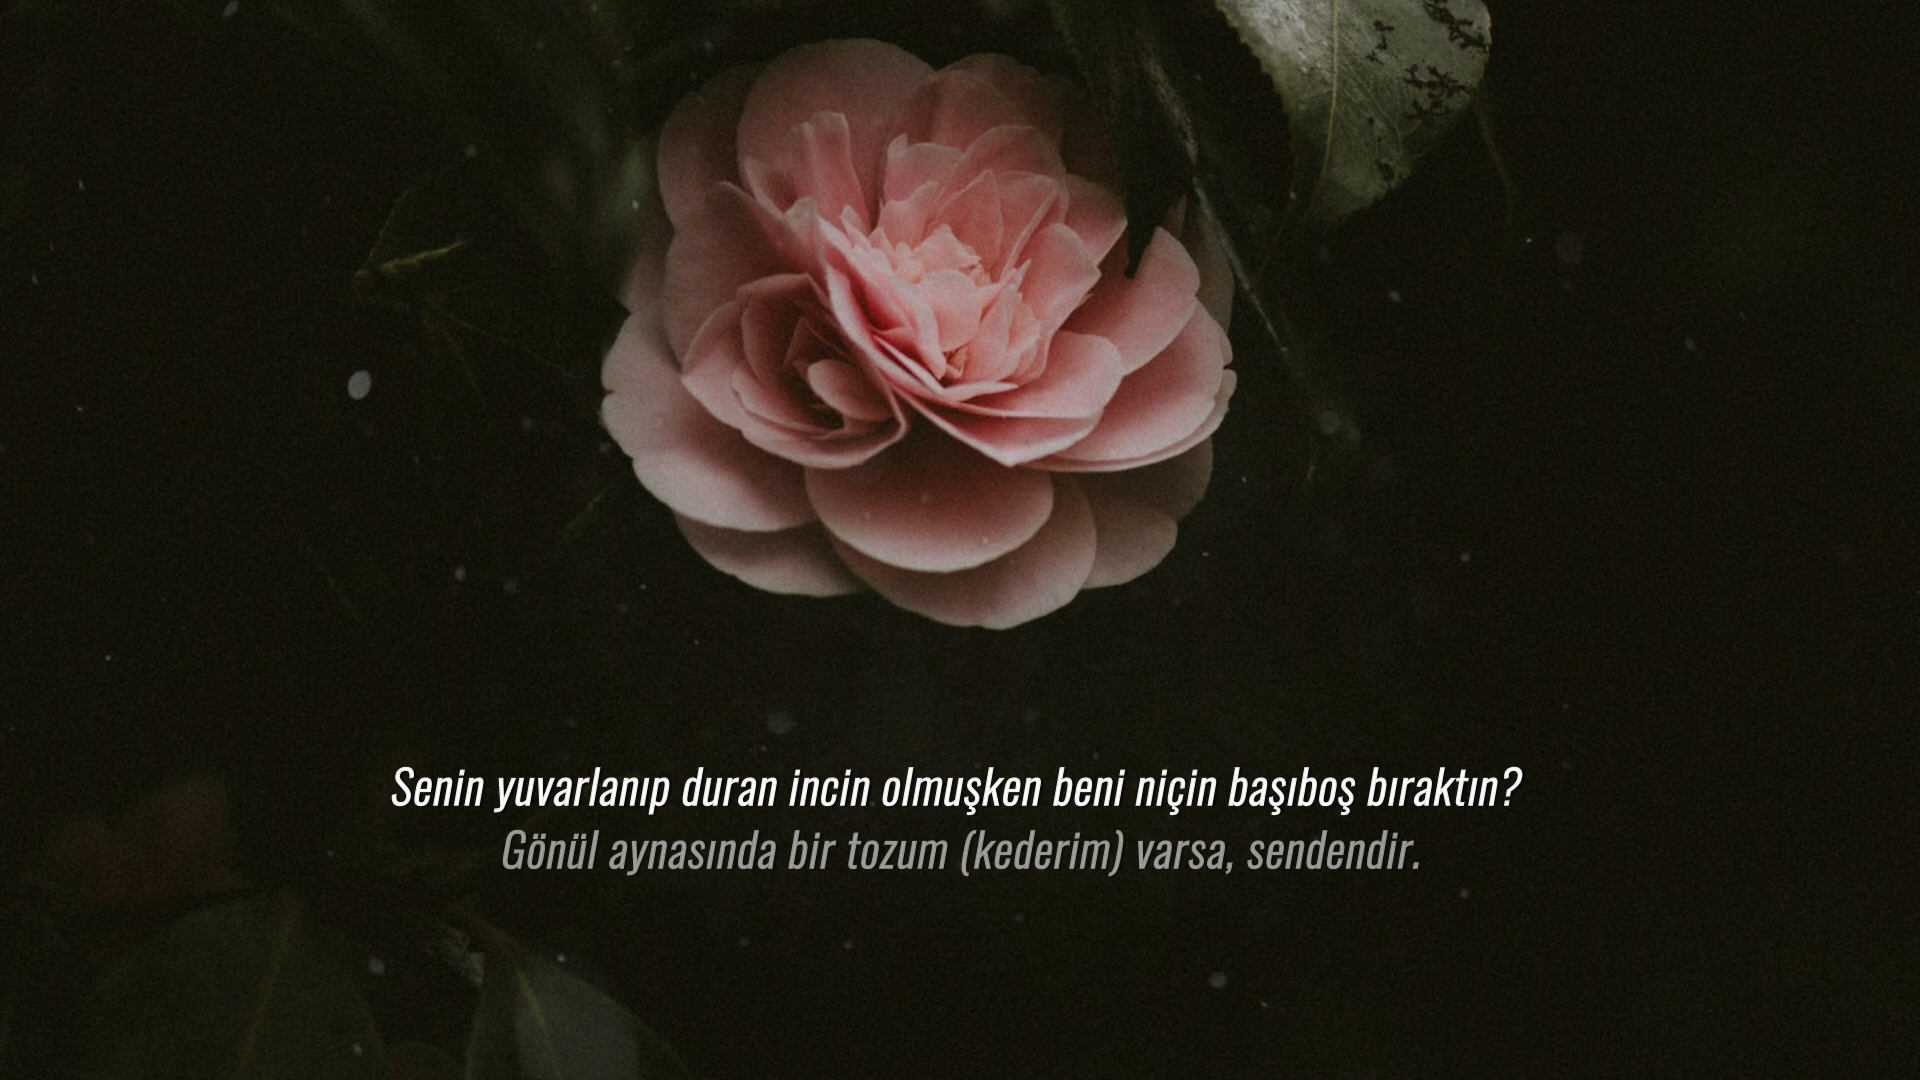 Senin yuvarlanıp duran incin olmuşken beni niçin başıboş bıraktın?
Gönül aynasında bir tozum (kederim) varsa, sendendir.